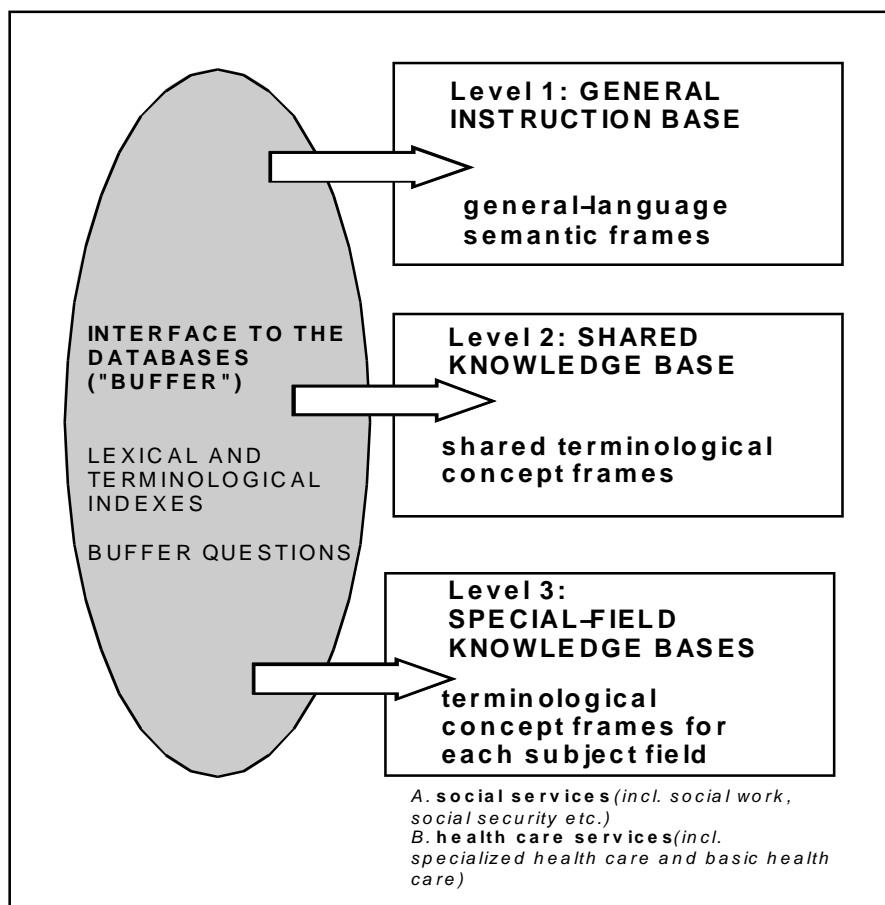 INTERFACE TO THE
DATABASES
("BUFFER")
LEXICAL AND
TERMINOLOGICAL
INDEXES
BUFFER QUESTIONS
Level 1: GENERAL
INSTRUCTION BASE
general-language
semantic frames
Level 2: SHARED
KNOWLEDGE BASE
shared terminological
concept frames
Level 3:
SPECIAL-FIELD
KNOWLEDGE BASES
terminological
concept frames for
each subject field
A. social services (incl. social work,
social security etc.)
B. health care services (incl.
specialized health care and basic health
care)